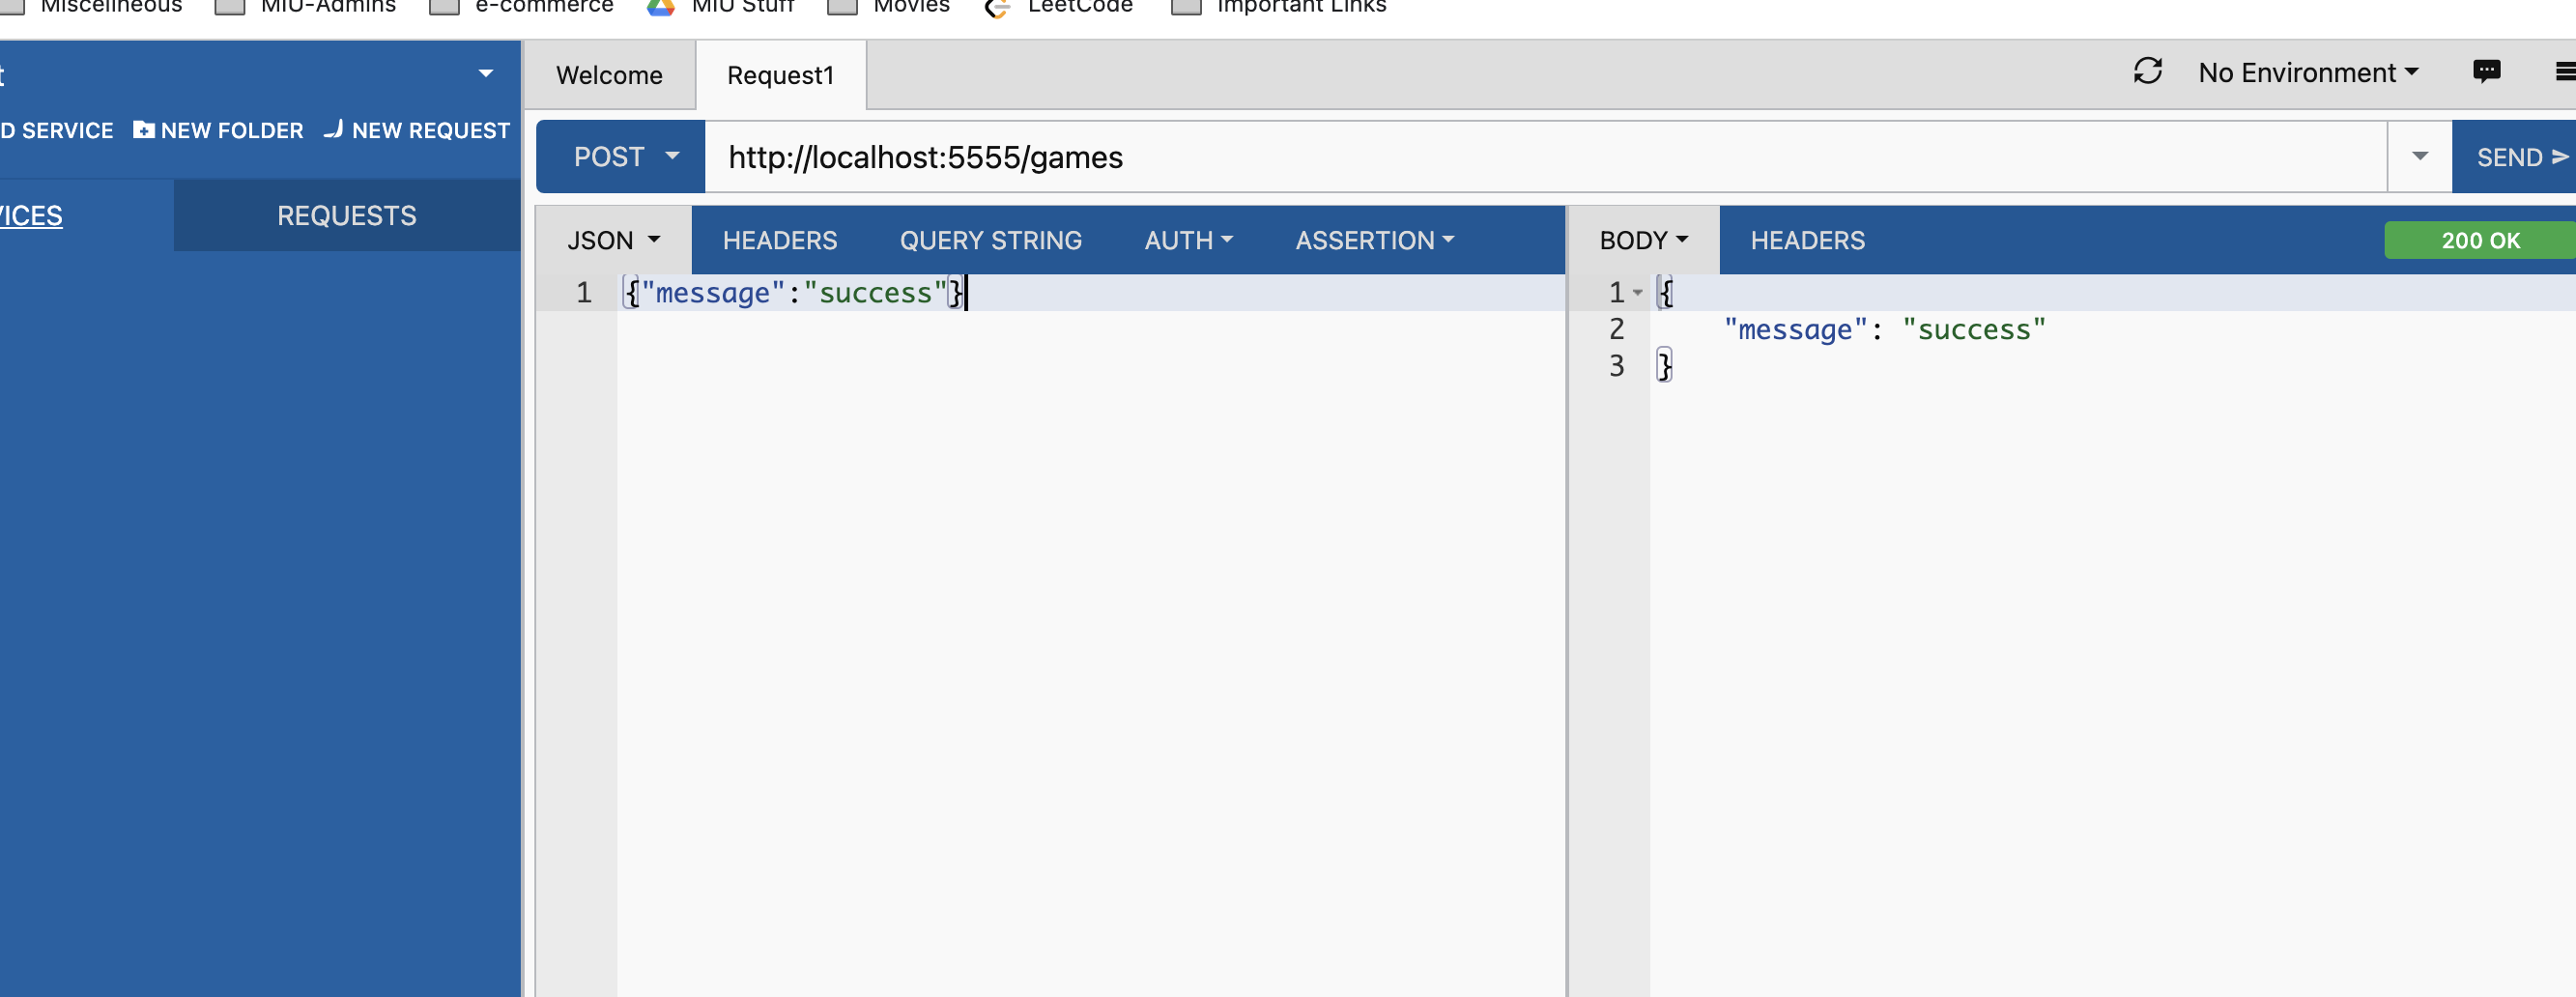 Miscellneous MIU-Admins e-commerce MIU Stuff Movies LeetCode Important Links
t Welcome Request1 No Environment
D SERVICE NEW FOLDER NEW REQUEST
POST http://localhost:5555/games SEND
VICES REQUESTS
JSON HEADERS QUERY STRING AUTH ASSERTION BODY HEADERS 200 OK
1 {"message":"success"}
1 {
2 "message": "success"
3 }